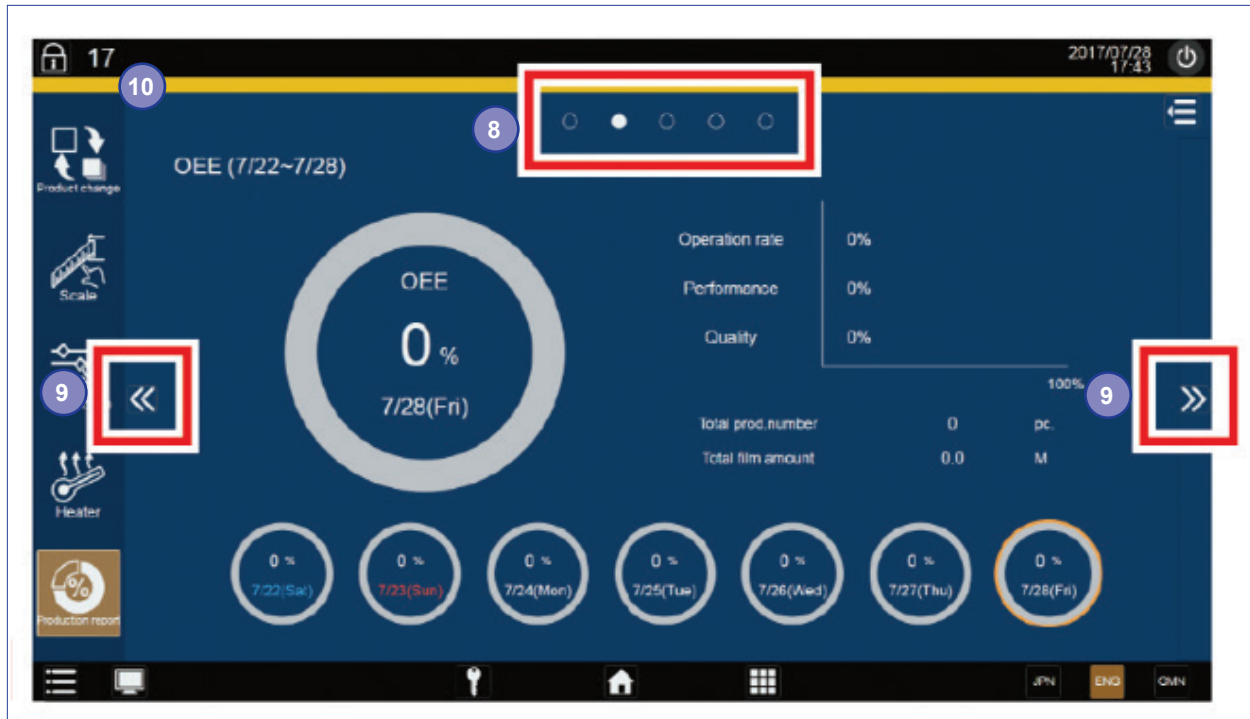 17
2017/07/28
17:43
10
8
OEE (7/22~7/28)
Product change
Scale
9
Heater
Production report
OEE
0 %
7/28(Fri)
Operation rate 0%
Performance 0%
Quality 0%
100%
9
Total prod.number 0 pc.
Total film amount 0.0 M
0 % 0 % 0 % 0 % 0 % 0 % 0 %
7/22(Sat) 7/23(Sun) 7/24(Mon) 7/25(Tue) 7/26(Wed) 7/27(Thu) 7/28(Fri)
JPN ENG